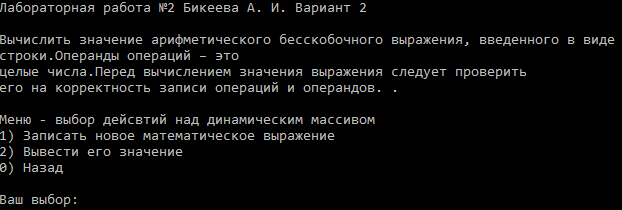 Лабораторная работа №2 Бикеева А. И. Вариант 2
Вычислить значение арифметического бесскобочного выражения, введенного в виде
строки.Операнды операций – это
целые числа.Перед вычислением значения выражения следует проверить
его на корректность записи операций и операндов. .
Меню - выбор дейсвтий над динамическим массивом
1) Записать новое математическое выражение
2) Вывести его значение
0) Назад
Ваш выбор: